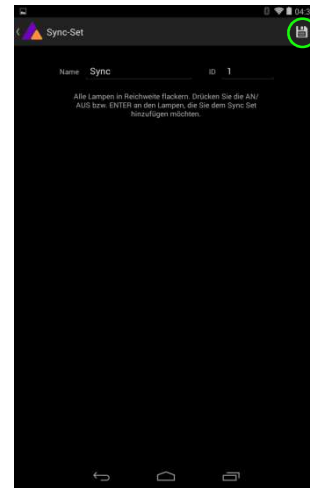 04:3
Sync-Set
Name Sync ID 1
Alle Lampen in Reichweite flackern. Drücken Sie die AN/
AUS bzw. ENTER an den Lampen, die Sie dem Sync Set
hinzufügen möchten.